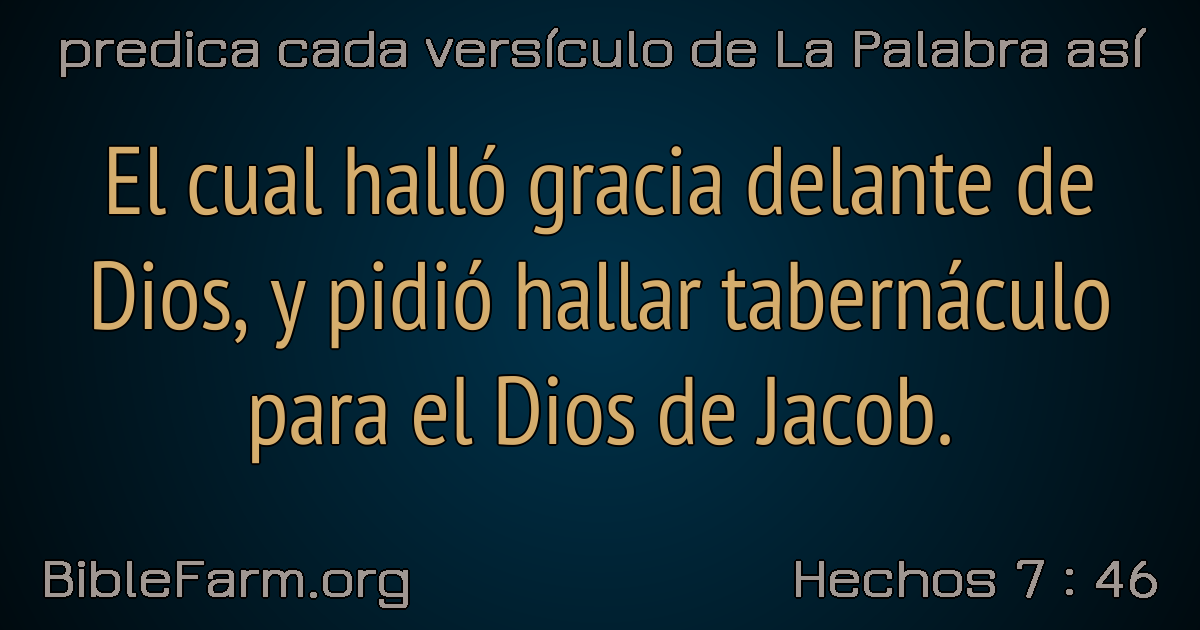 predica cada versículo de La Palabra así
El cual halló gracia delante de
Dios, y pidió hallar tabernáculo
para el Dios de Jacob.
BibleFarm.org
Hechos 7 : 46